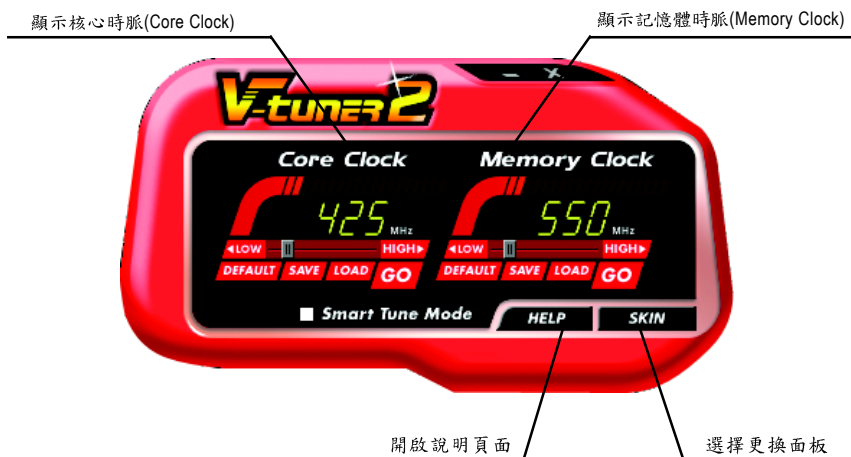 顯示核心時脈(Core Clock)
顯示記憶體時脈(Memory Clock)
V-TUNER 2
Core Clock
Memory Clock
425 MHz
550 MHz
LOW HIGH
LOW HIGH
DEFAULT SAVE LOAD GO
DEFAULT SAVE LOAD GO
Smart Tune Mode
HELP
SKIN
開啟說明頁面
選擇更換面板